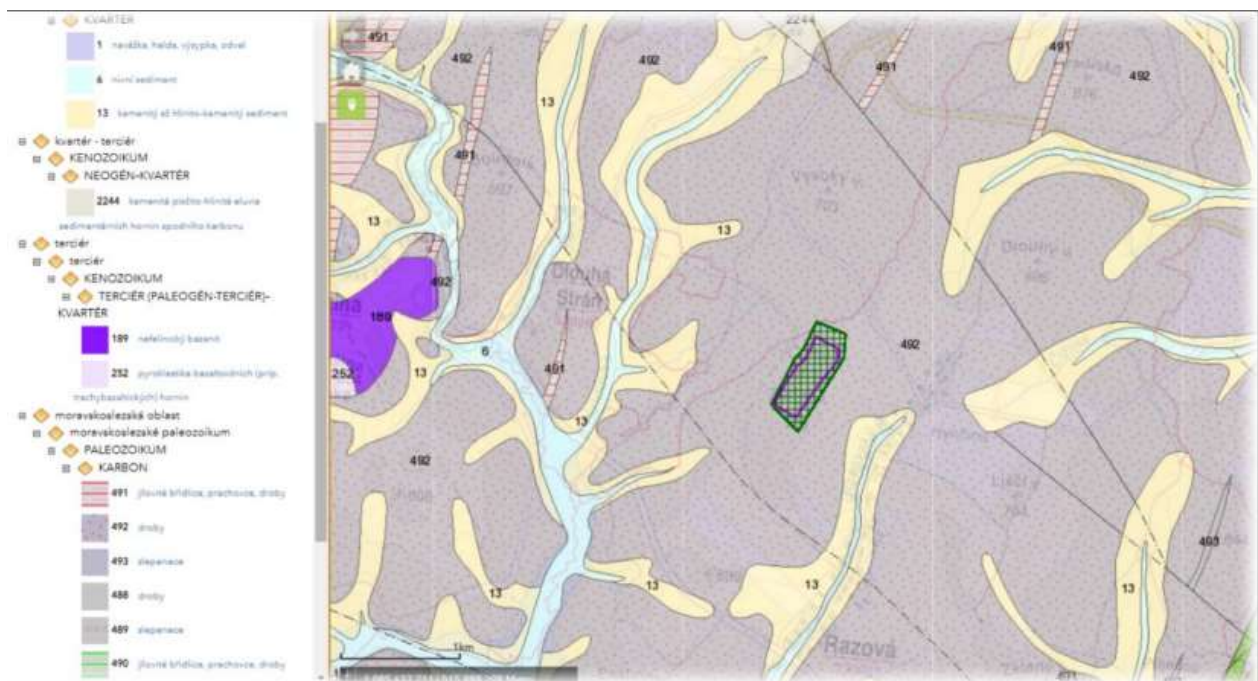 KVARTÉR
1 navážka, halda, výsypka, odval
6 nivní sediment
13 kamenitý až hlinito-kamenitý sediment
kvartér - terciér
KENOZOIKUM
NEOGÉN-KVARTÉR
2244 kamenitá písčito-hlinitá eluvia
sedimentárních hornin spodního karbonu
terciér
terciér
KENOZOIKUM
TERCIÉR (PALEOGÉN-TERCIÉR)-
KVARTÉR
189 nefelinický bazanit
252 pyroklastika bazaltoidních (příp.
trachybazaltických) hornin
moravskoslezská oblast
moravskoslezské paleozoikum
PALEOZOIKUM
KARBON
491 jílovité břidlice, prachovce, droby
492 droby
493 slepence
488 droby
489 slepence
490 jílovité břidlice, prachovce, droby
2244
491
492
492
491
491
492
13
13
491
13
13
492
Dlouhá
Stráň
189
6
252
13
491
492
13
492
493
13
13
13
Razová
1km